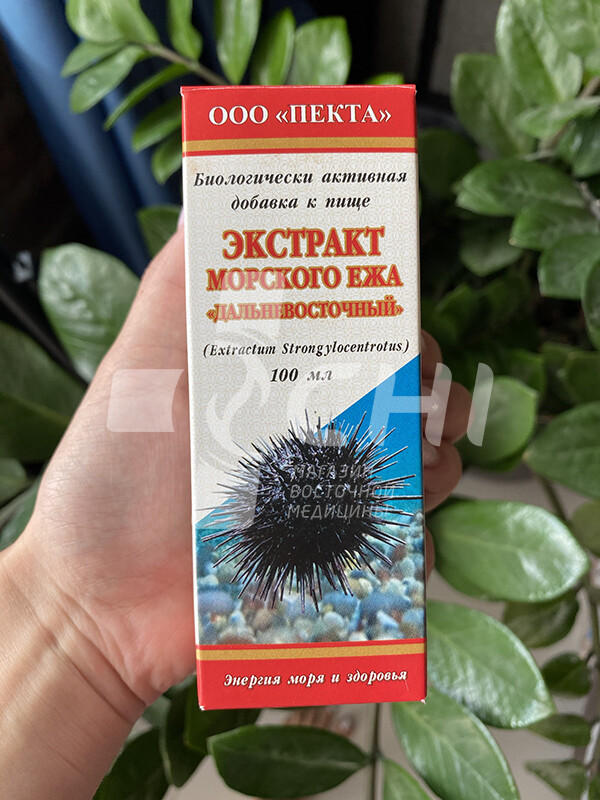 ООО «ПЕКТА»
Биологически активная
добавка к пище
ЭКСТРАКТ
МОРСКОГО ЕЖА
«ДАЛЬНЕВОСТОЧНЫЙ»
(Extractum Strongylocentrotus)
100 мл
CHI
МАГАЗИН
ВОСТОЧНОЙ
МЕДИЦИНЫ
Энергия моря и здоровья